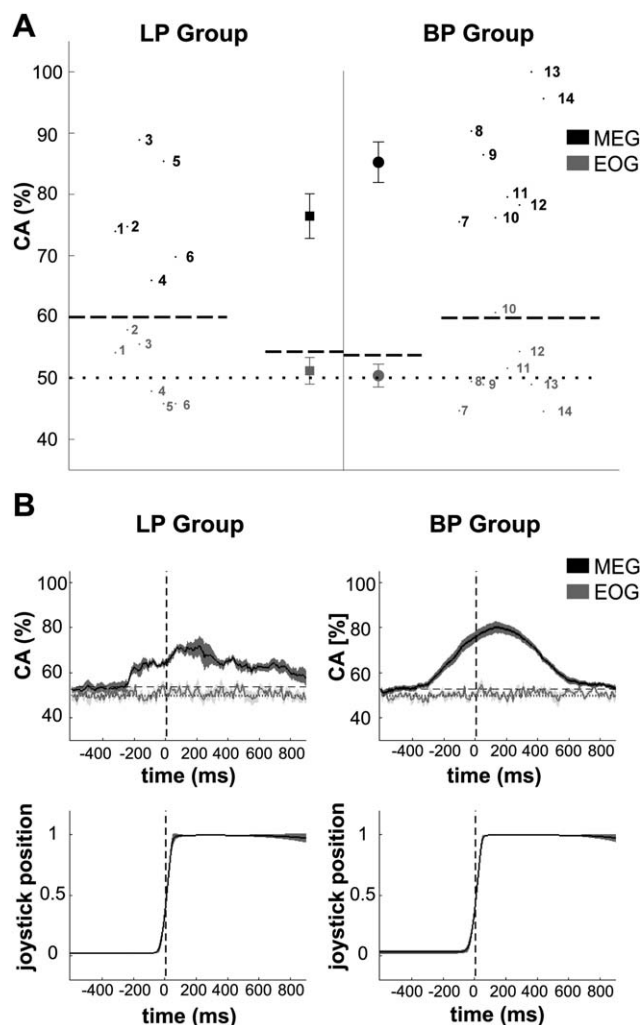 A
LP Group
BP Group
CA (%)
100
90
80
70
60
50
40
1
2
3
4
5
6
1
2
3
4
5
6
7
8
9
10
11
12
13
14
7
8
9
10
11
12
13
14
MEG
EOG
B
LP Group
BP Group
MEG
EOG
CA (%)
100
80
60
40
-400 -200 0 200 400 600 800
time (ms)
CA [%]
100
80
60
40
-400 -200 0 200 400 600 800
time (ms)
joystick position
1
0.5
0
-400 -200 0 200 400 600 800
time (ms)
joystick position
1
0.5
0
-400 -200 0 200 400 600 800
time (ms)